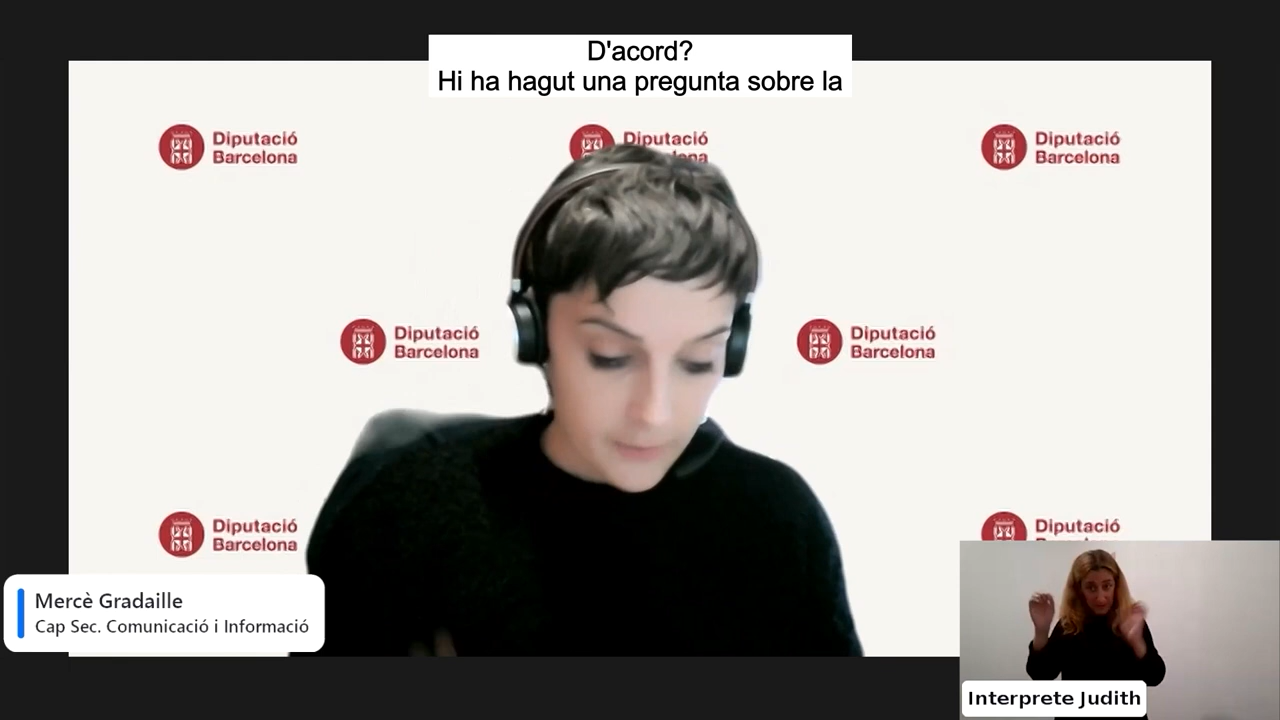 D'acord?
Hi ha hagut una pregunta sobre la
Diputació
Barcelona
Diputació
Barcelona
Diputació
Barcelona
Diputació
Barcelona
Diputació
Barcelona
Diputació
Barcelona
Diputació
Mercè Gradaille
Cap Sec. Comunicació i Informació
Interprete Judith